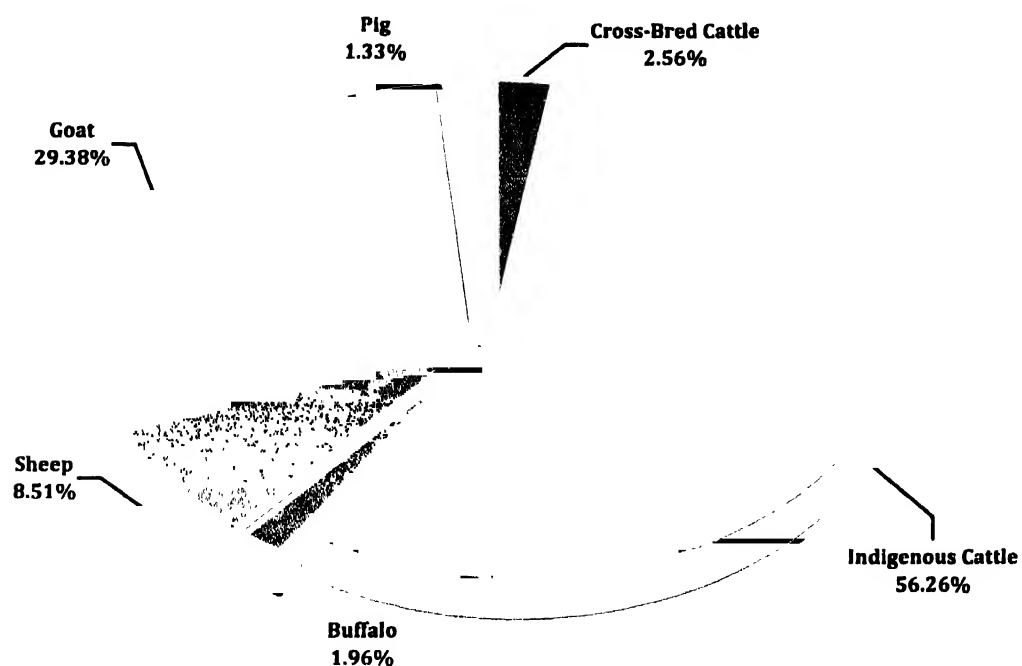 Pig
1.33%
Cross-Bred Cattle
2.56%
Goat
29.38%
Sheep
8.51%
Indigenous Cattle
56.26%
Buffalo
1.96%